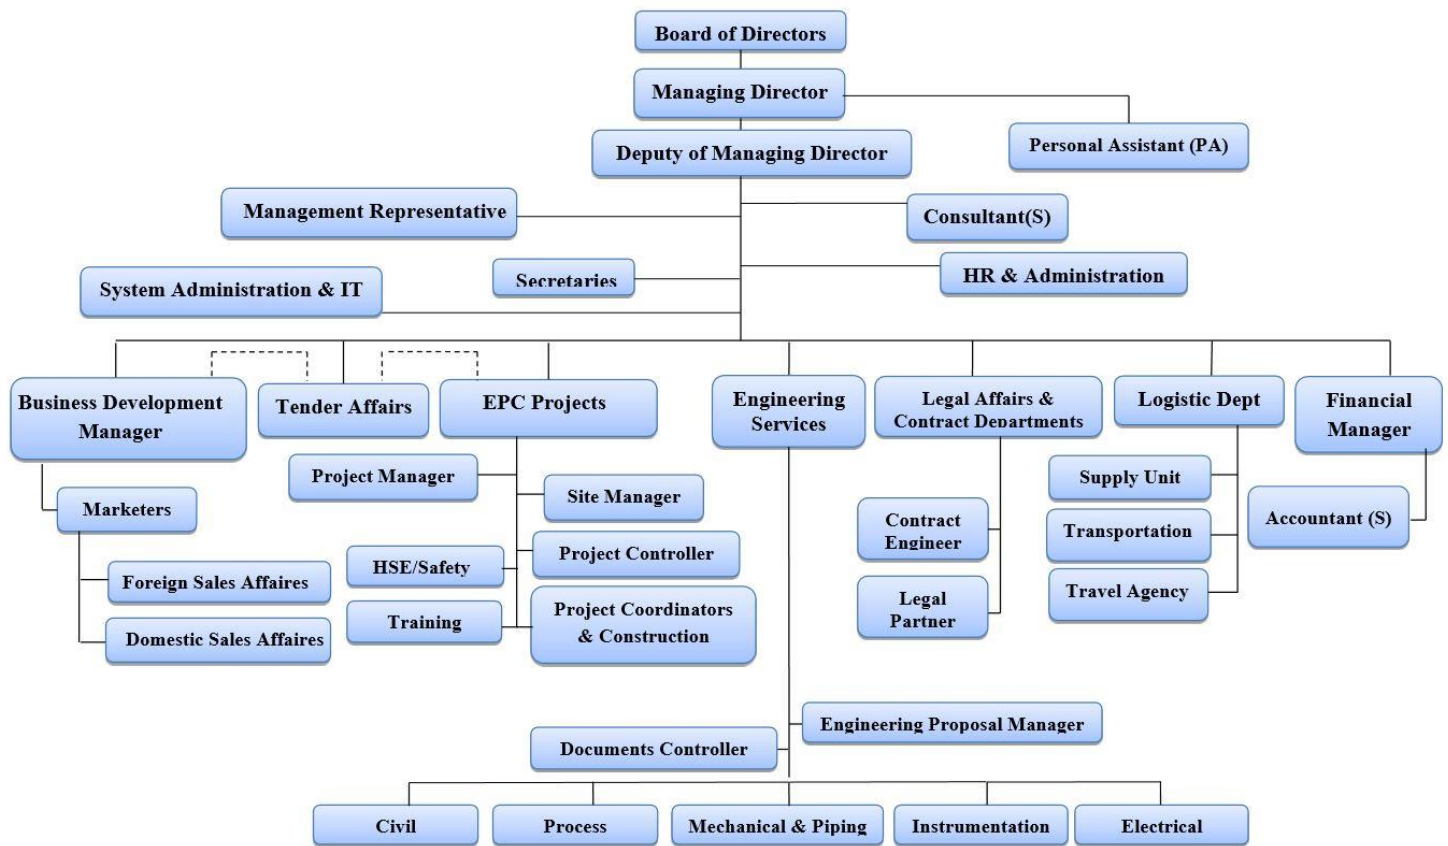 Board of Directors
Managing Director
Personal Assistant (PA)
Deputy of Managing Director
Management Representative
Consultant(S)
Secretaries
HR & Administration
System Administration & IT
Business Development
Manager
Tender Affairs
EPC Projects
Engineering
Services
Legal Affairs &
Contract Departments
Logistic Dept
Financial
Manager
Project Manager
Site Manager
Supply Unit
Marketers
Contract
Engineer
Transportation
Accountant (S)
Project Controller
HSE/Safety
Foreign Sales Affaires
Travel Agency
Legal
Partner
Training
Project Coordinators
& Construction
Domestic Sales Affaires
Engineering Proposal Manager
Documents Controller
Civil
Process
Mechanical & Piping
Instrumentation
Electrical